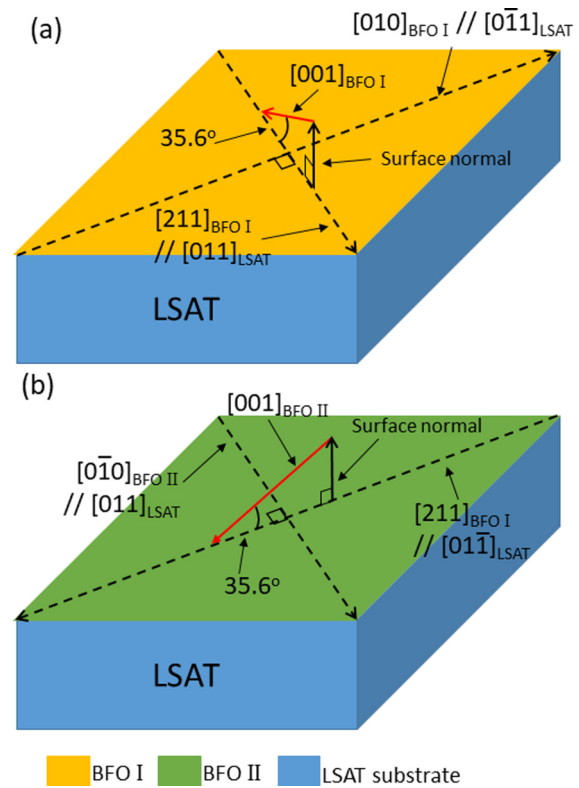 (a)
[010]BFO I // [01̄1]LSAT
[001]BFO I
35.6o
Surface normal
[211]BFO I
// [011]LSAT
LSAT
(b)
[001]BFO II
Surface normal
[01̄0]BFO II
// [011]LSAT
[211]BFO I
// [011̄]LSAT
35.6o
LSAT
BFO I BFO II LSAT substrate